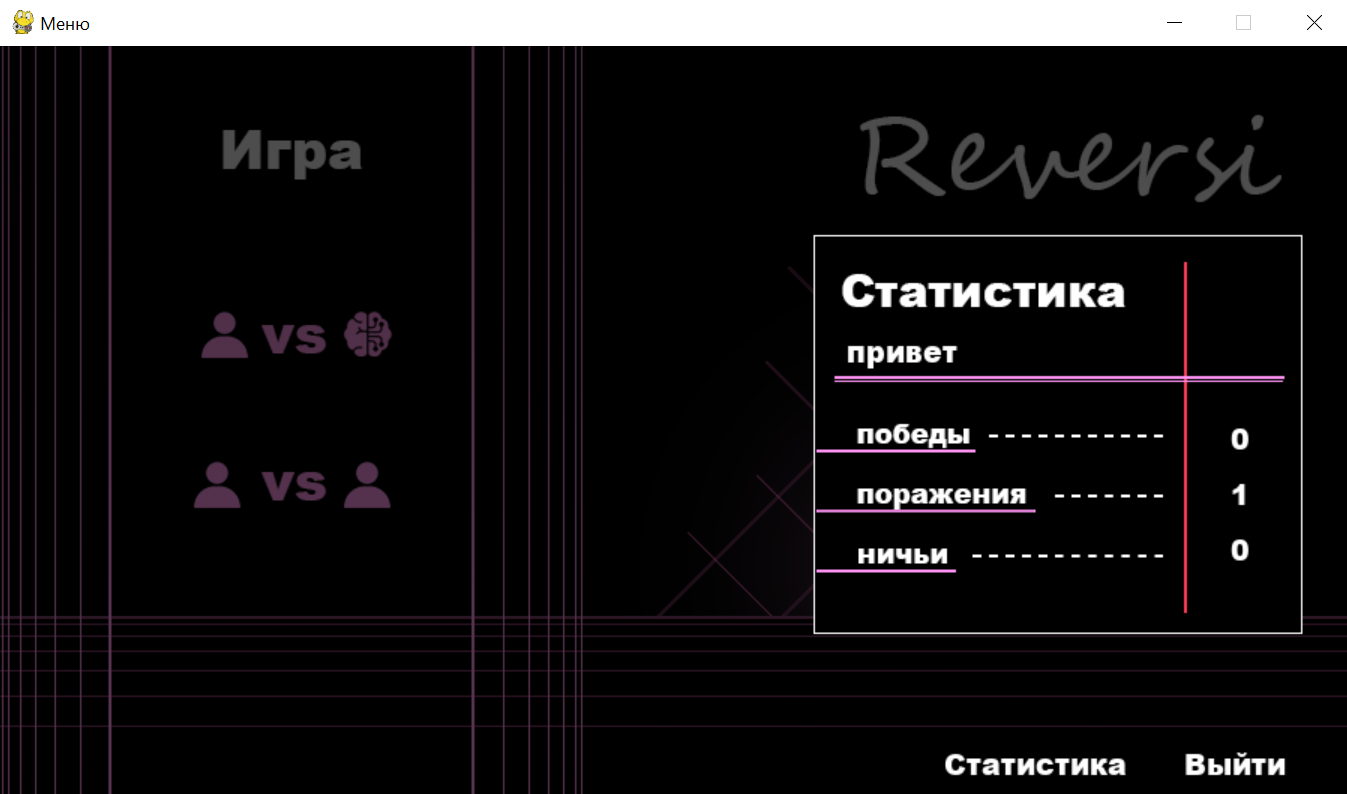 Меню
Игра
VS
VS
Reversi
Статистика
привет
победы ----------- 0
поражения ------- 1
ничьи ------------ 0
Статистика Выйти